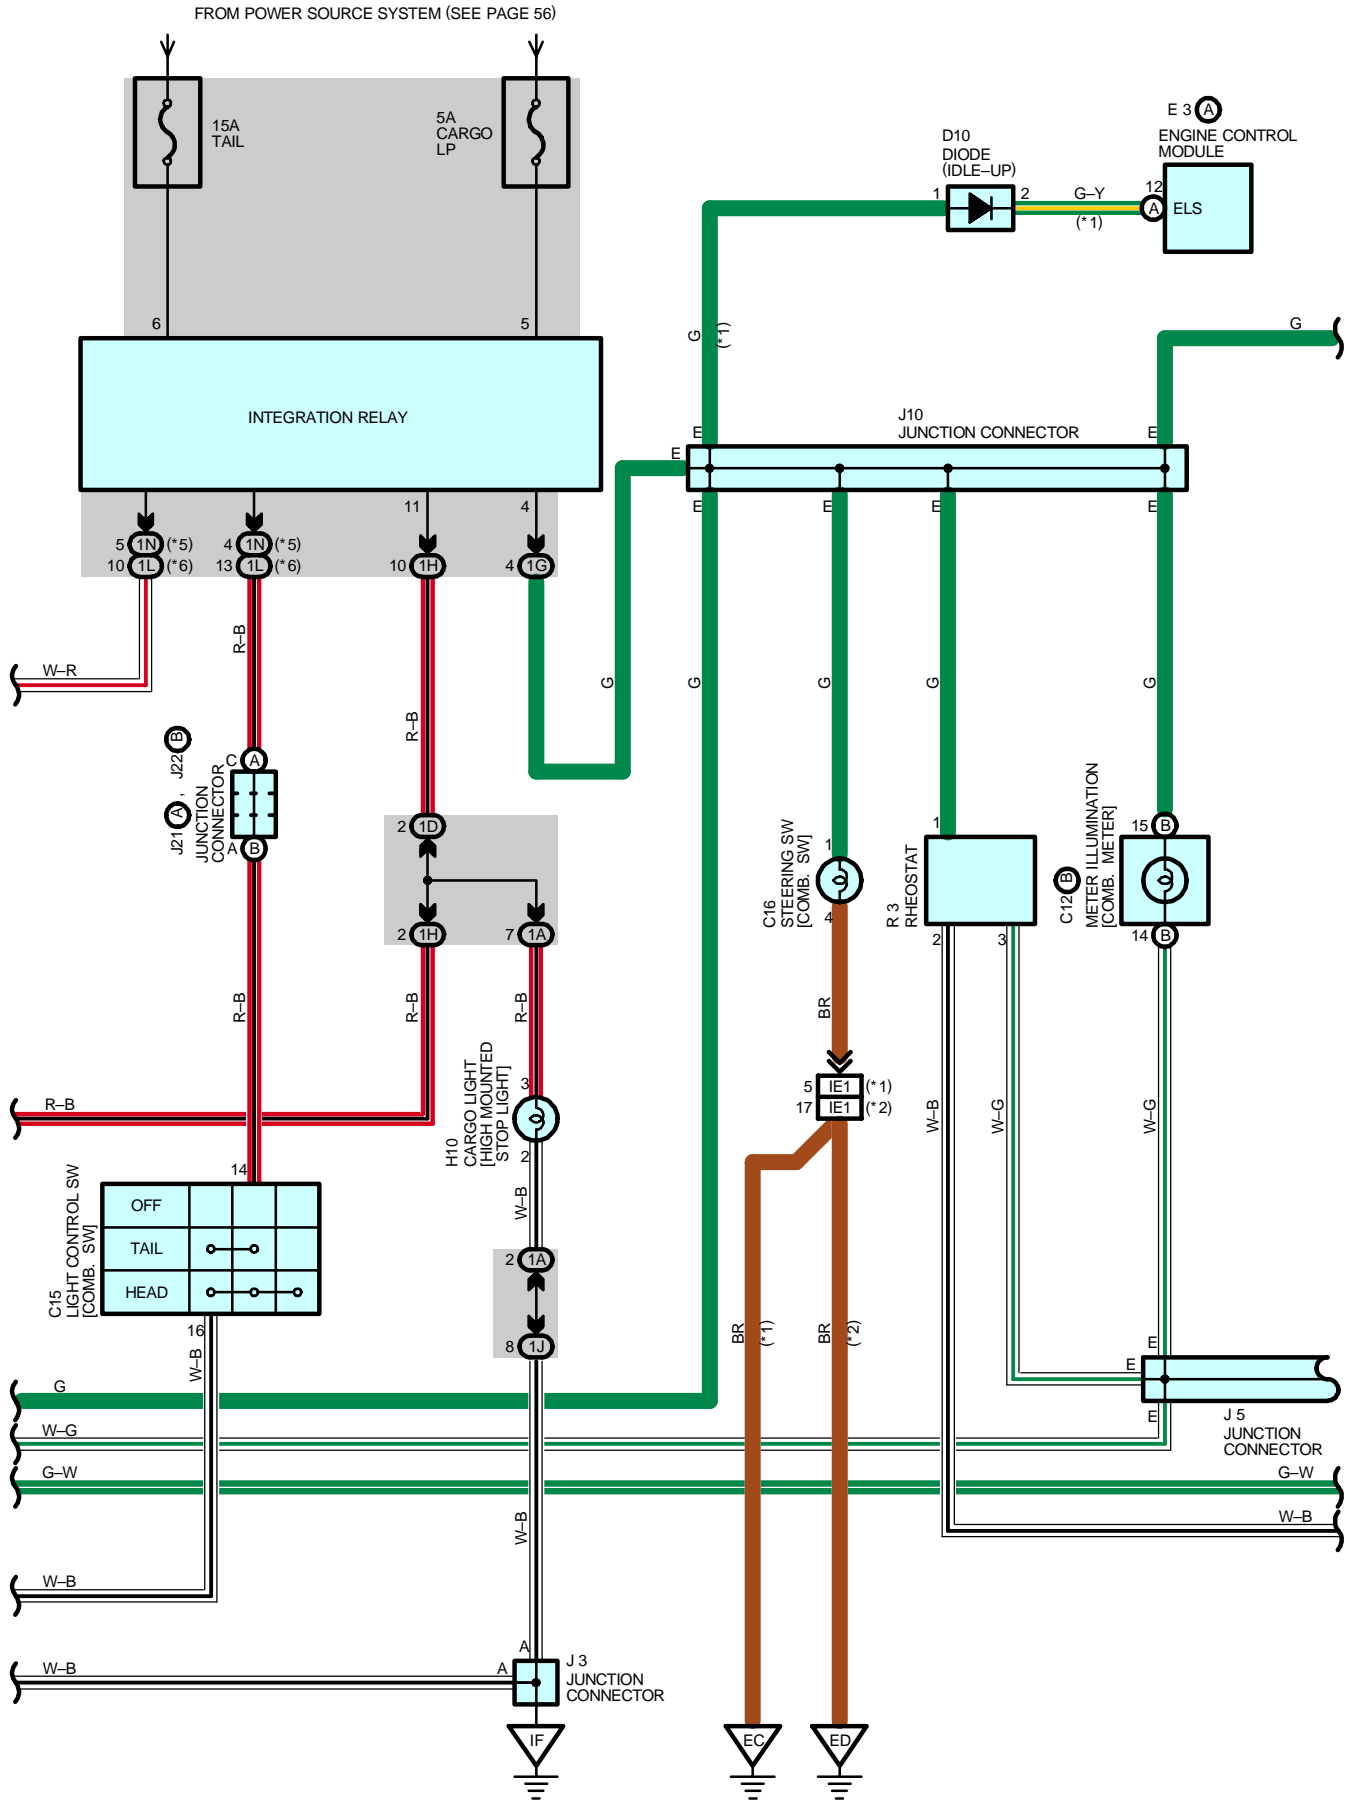 FROM POWER SOURCE SYSTEM (SEE PAGE 56)
15A
TAIL
5A
CARGO
LP
E 3 A
ENGINE CONTROL
MODULE
D10
DIODE
(IDLE–UP)
1
2
G–Y
(*1)
12
A
ELS
6
5
G
(*1)
G
INTEGRATION RELAY
J10
JUNCTION CONNECTOR
E
E
E
E
E
E
E
11
4
5 1N (*5)
10 1L (*6)
4 1N (*5)
13 1L (*6)
10 1H
4 1G
W–R
R–B
R–B
G
G
G
G
G
J21 A , J22 B
JUNCTION
CONNECTOR
C A
A B
2 1D
2 1H
7 1A
C16
STEERING SW
[COMB. SW]
1
4
R 3
RHEOSTAT
1
2
3
C12 B
METER ILLUMINATION
[COMB. METER]
15 B
14 B
R–B
R–B
R–B
BR
R–B
H10
CARGO LIGHT
[HIGH MOUNTED
STOP LIGHT]
3
2
W–B
5 IE1 (*1)
17 IE1 (*2)
W–B
W–G
W–G
C15
LIGHT CONTROL SW
[COMB. SW]
14
OFF
TAIL
HEAD
16
W–B
2 1A
8 1J
BR
(*1)
BR
(*2)
E
E
E
J 5
JUNCTION
CONNECTOR
G
W–G
G–W
G–W
W–B
W–B
W–B
W–B
A
A
J 3
JUNCTION
CONNECTOR
IF
EC
ED